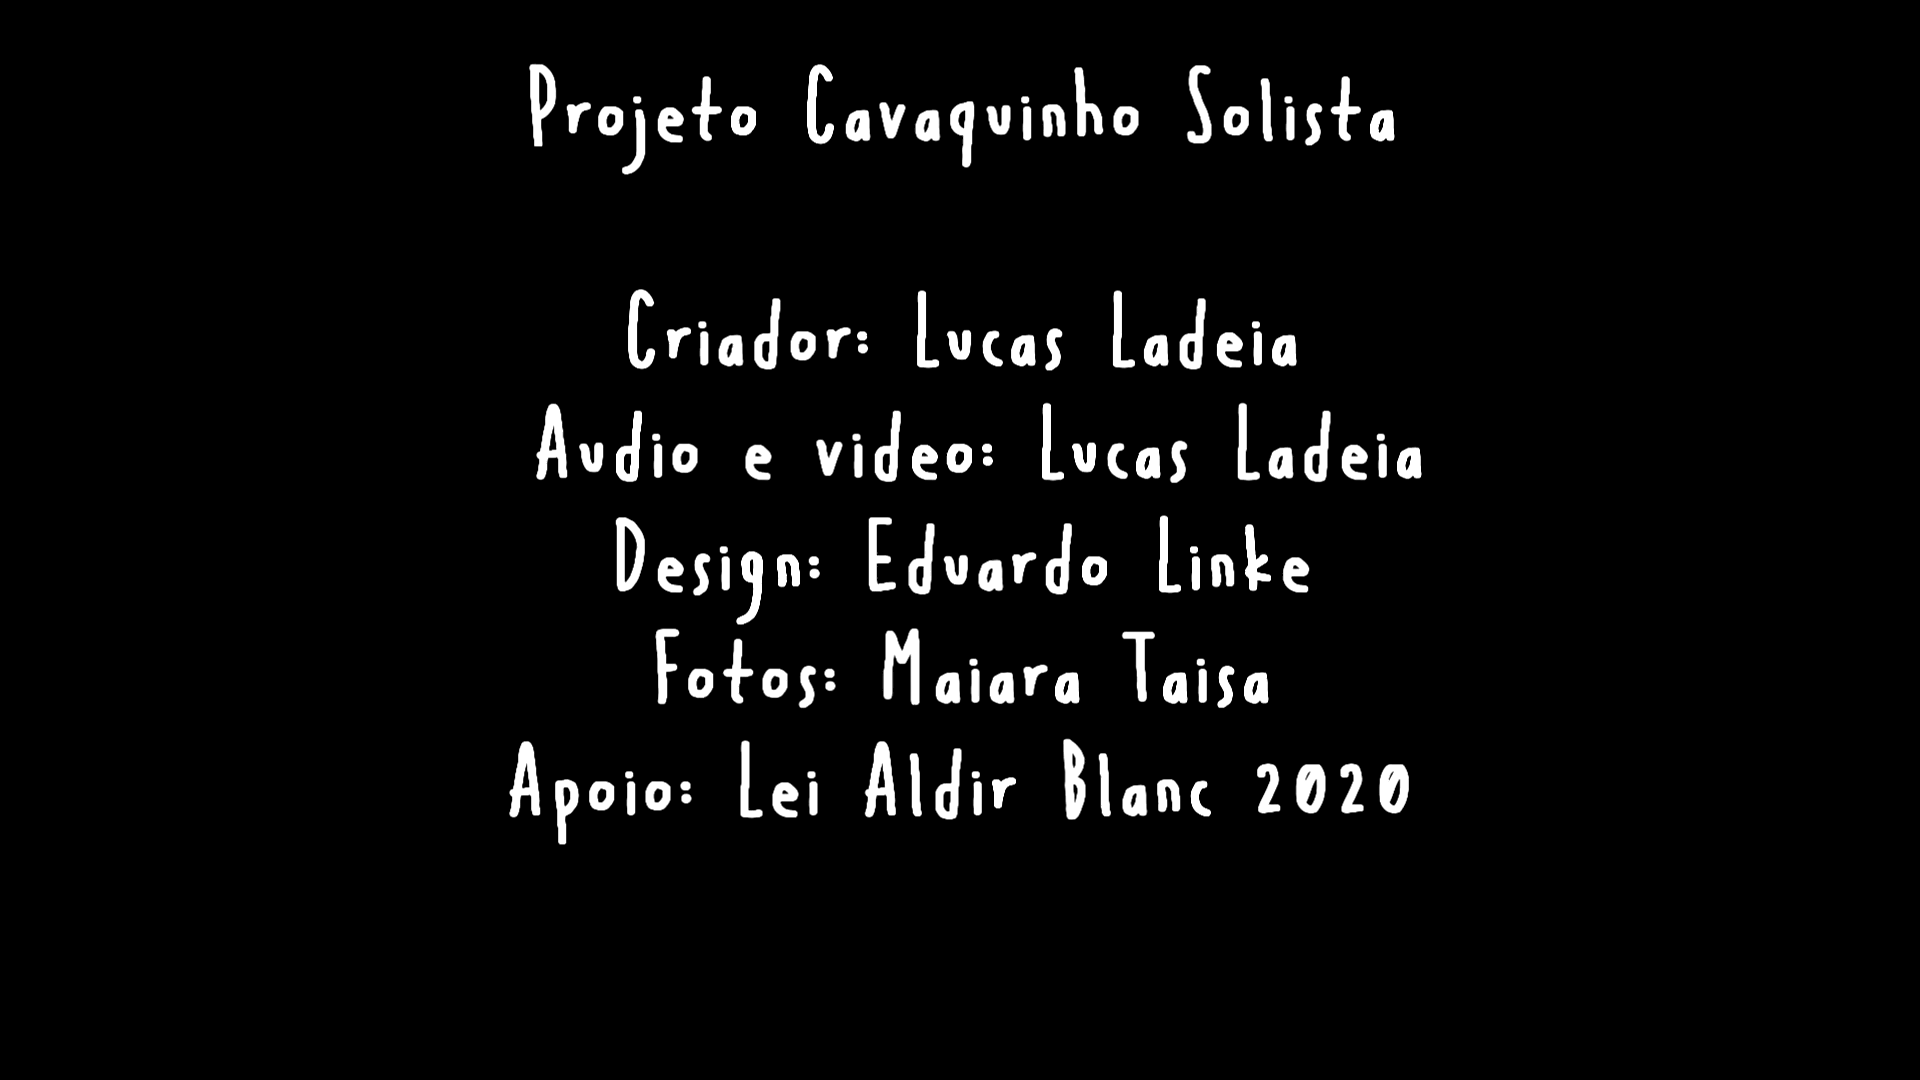 Projeto Cavaquinho Solista
Criador: Lucas Ladeia
Audio e video: Lucas Ladeia
Design: Eduardo Linke
Fotos: Maiara Taisa
Apoio: Lei Aldir Blanc 2020